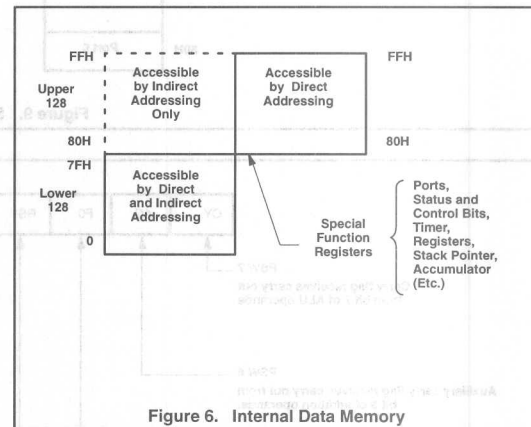 FFH
Upper
128
80H
7FH
Lower
128
0
Accessible
by Indirect
Addressing
Only
Accessible
by Direct
Addressing
FFH
80H
Accessible
by Direct
and Indirect
Addressing
Special
Function
Registers
Ports,
Status and
Control Bits,
Timer,
Registers,
Stack Pointer,
Accumulator
(Etc.)
Figure 6. Internal Data Memory